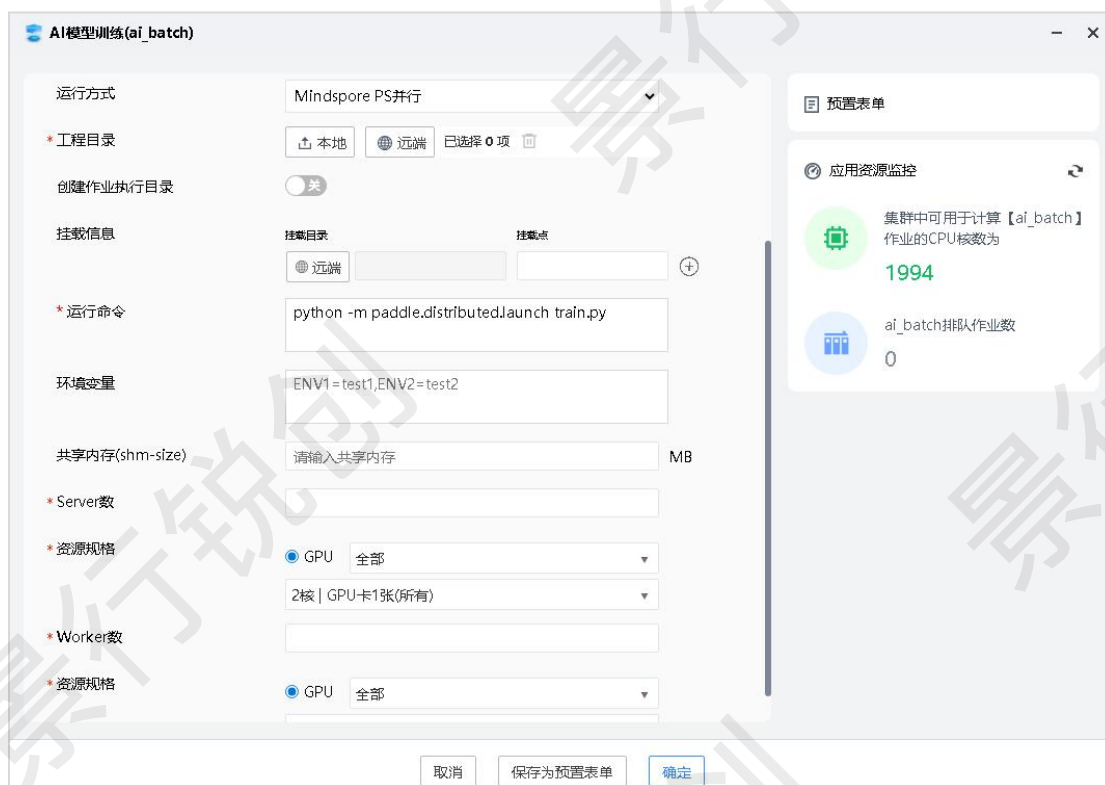 AI模型训练(ai_batch)
运行方式
Mindspore PS并行
预置表单
* 工程目录
本地
远端
已选择 0 项
应用资源监控
创建作业执行目录
关
集群中可用于计算【ai_batch】
作业的CPU核数为
1994
挂载信息
挂载目录
挂载点
远端
* 运行命令
python -m paddle.distributed.launch train.py
ai_batch排队作业数
0
环境变量
ENV1=test1,ENV2=test2
共享内存(shm-size)
请输入共享内存
MB
* Server数
* 资源规格
GPU
全部
2核 | GPU卡1张(所有)
* Worker数
* 资源规格
GPU
全部
取消
保存为预置表单
确定
景行锐创